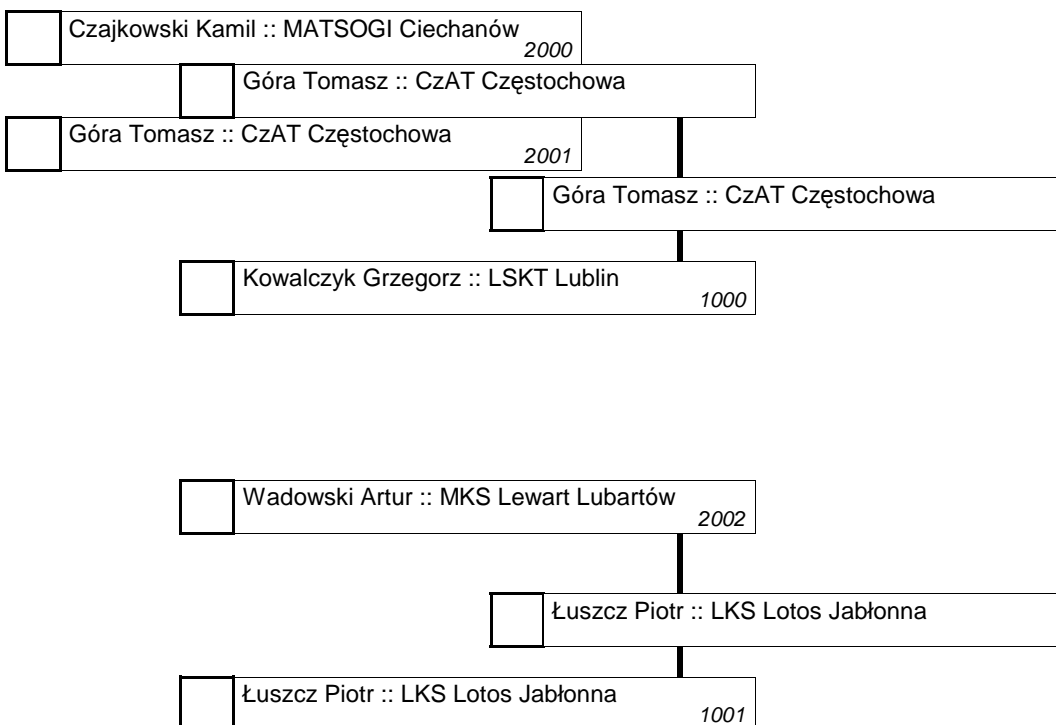 Czajkowski Kamil :: MATSOGI Ciechanów
2000
Góra Tomasz :: CzAT Częstochowa
Góra Tomasz :: CzAT Częstochowa
2001
Góra Tomasz :: CzAT Częstochowa
Kowalczyk Grzegorz :: LSKT Lublin
1000
Wadowski Artur :: MKS Lewart Lubartów
2002
Łuszcz Piotr :: LKS Lotos Jabłonna
Łuszcz Piotr :: LKS Lotos Jabłonna
1001